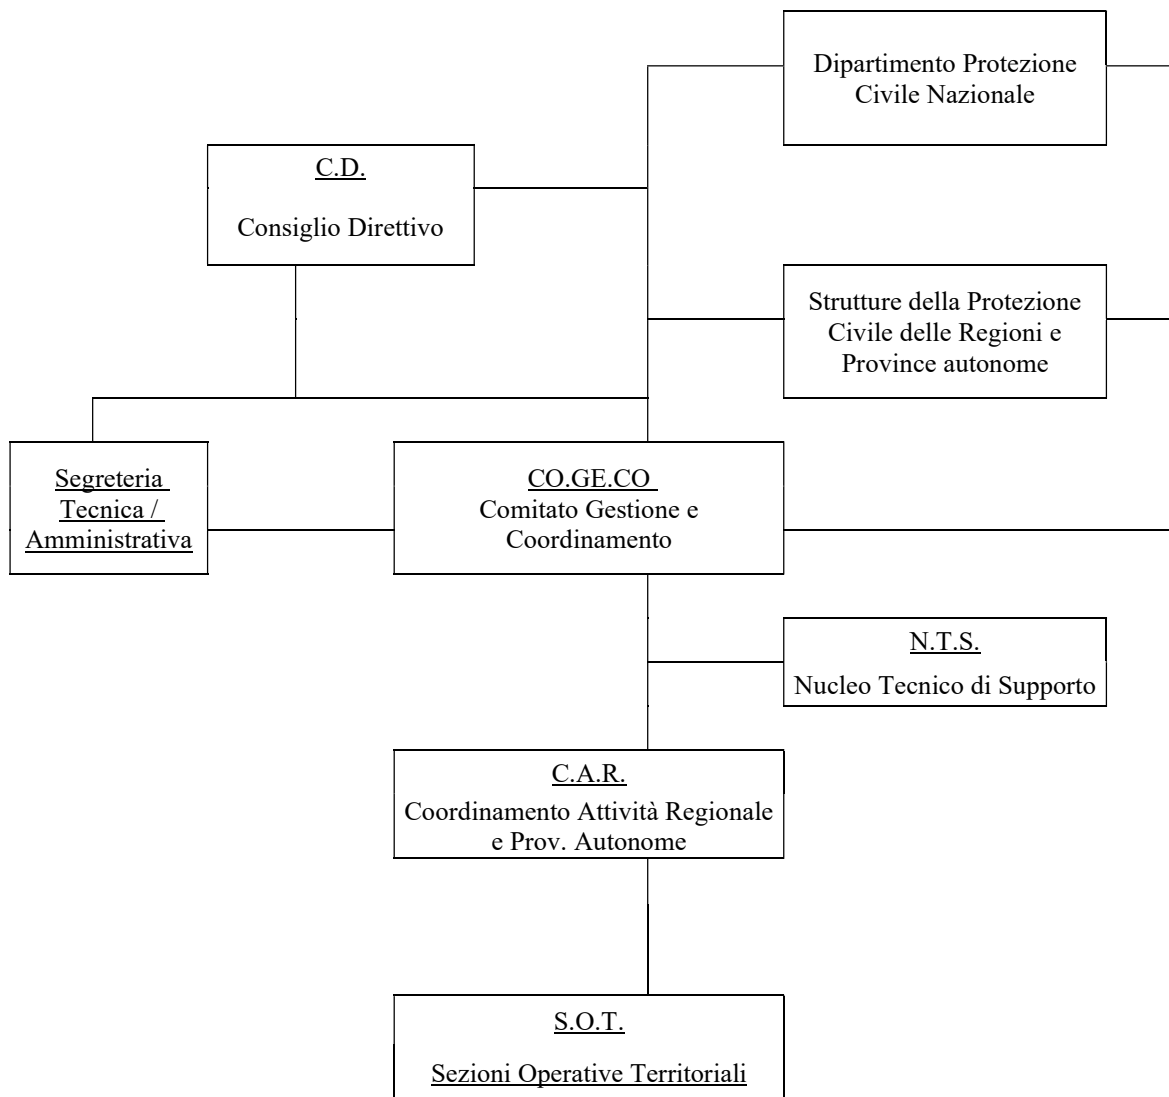 Dipartimento Protezione
Civile Nazionale
C.D.
Consiglio Direttivo
Strutture della Protezione
Civile delle Regioni e
Province autonome
Segreteria
Tecnica /
Amministrativa
CO.GE.CO
Comitato Gestione e
Coordinamento
N.T.S.
Nucleo Tecnico di Supporto
C.A.R.
Coordinamento Attività Regionale
e Prov. Autonome
S.O.T.
Sezioni Operative Territoriali